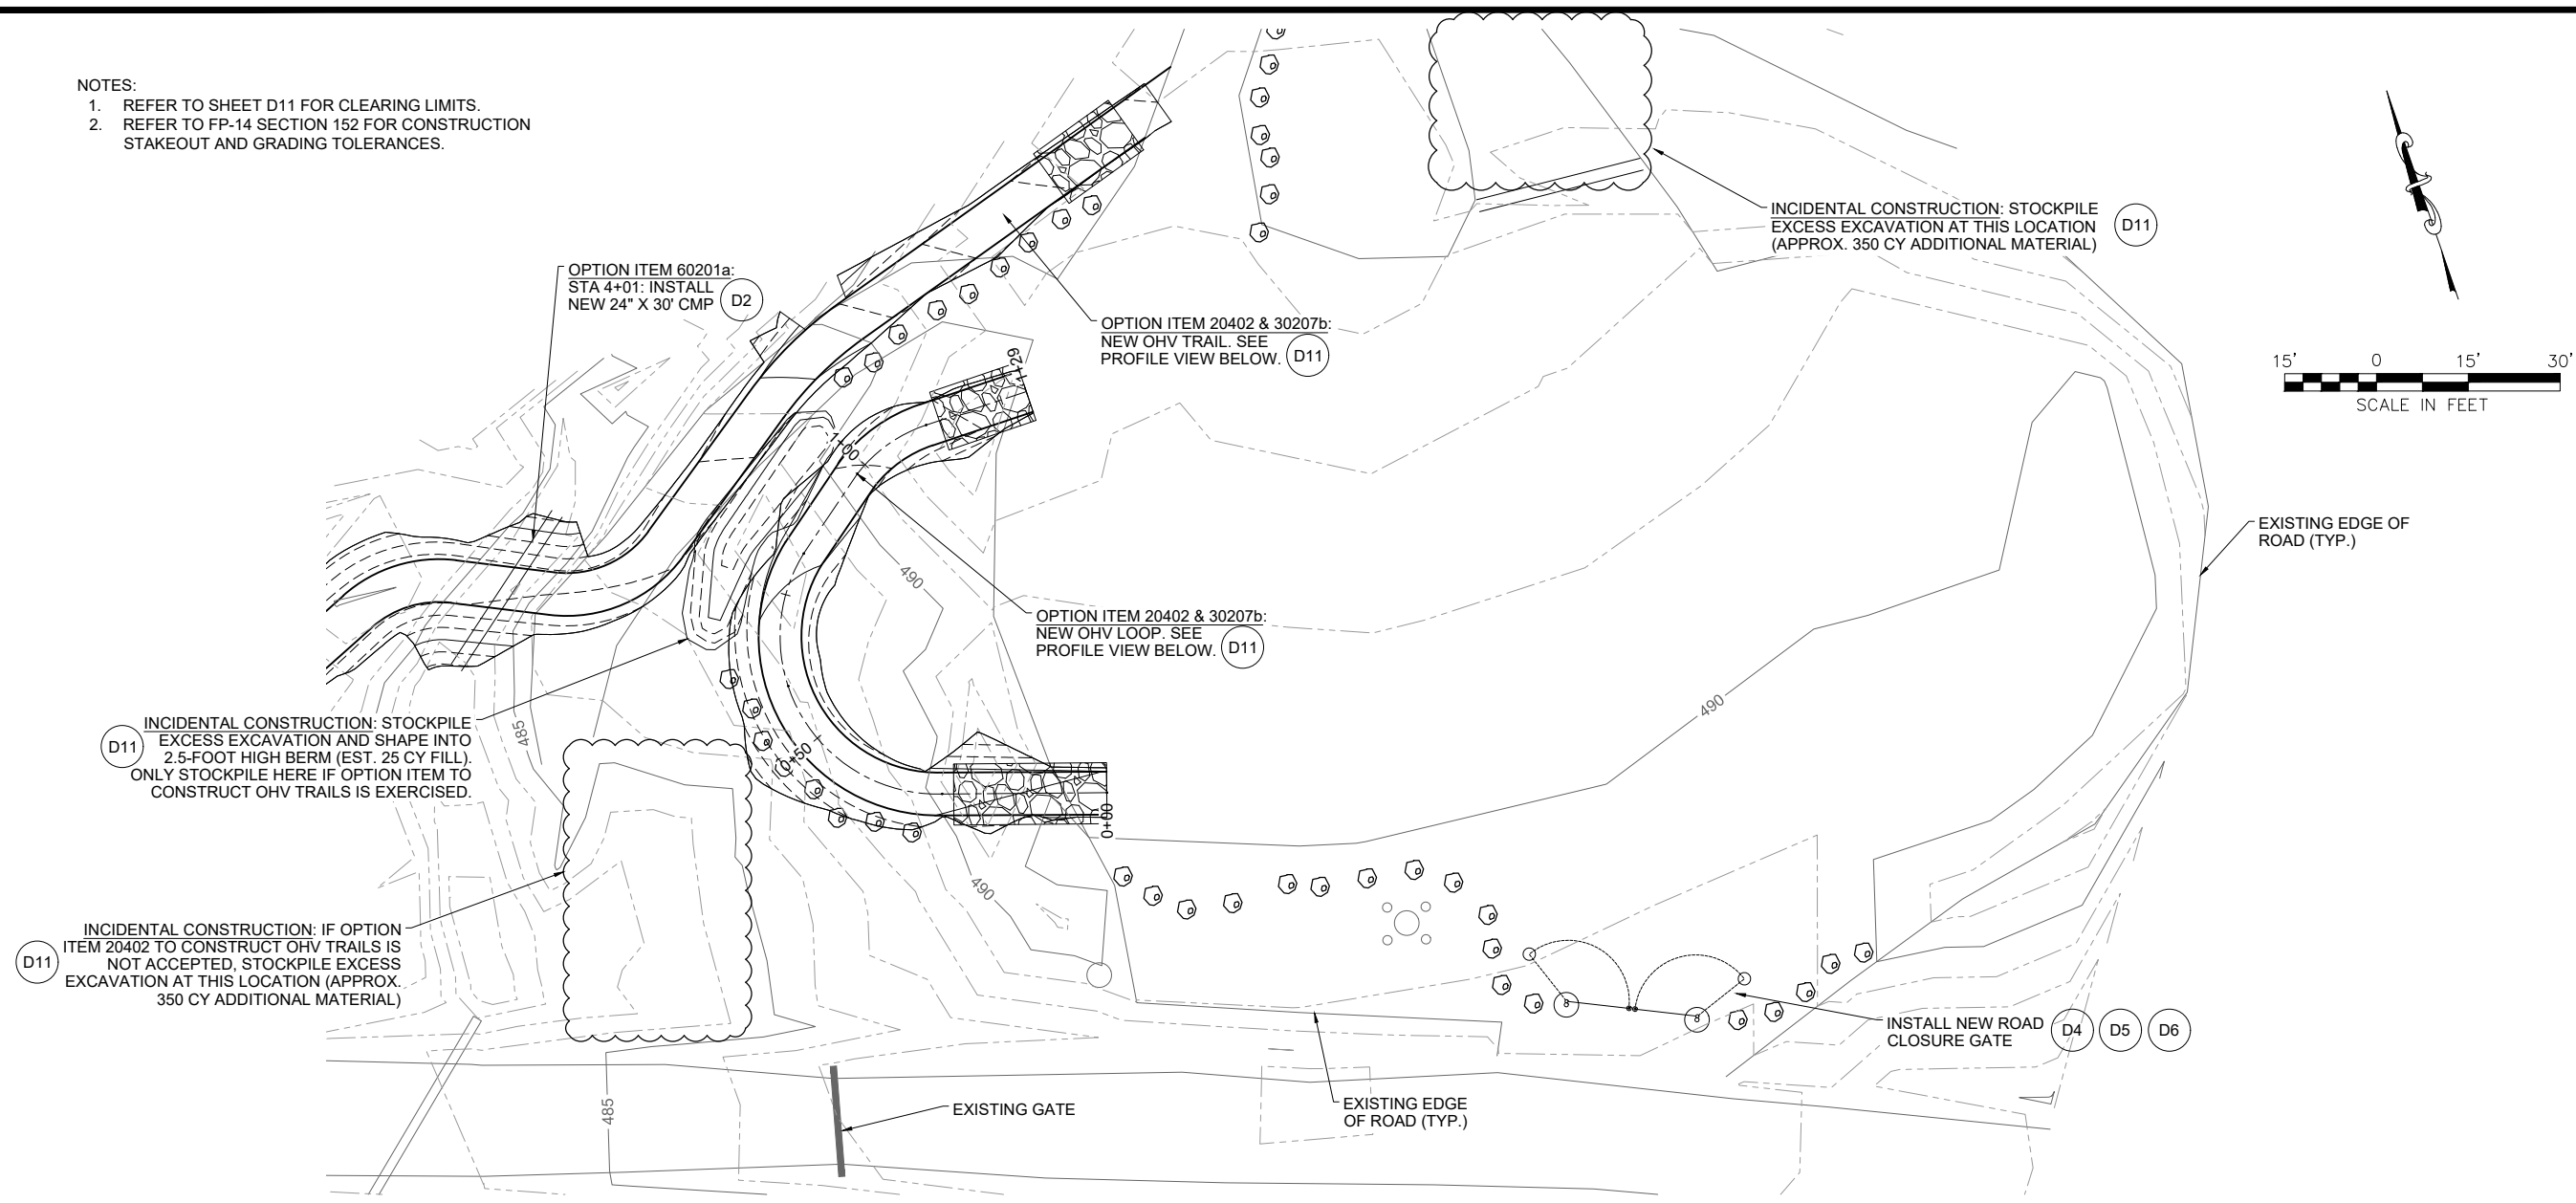 NOTES:
1. REFER TO SHEET D11 FOR CLEARING LIMITS.
2. REFER TO FP-14 SECTION 152 FOR CONSTRUCTION
STAKEOUT AND GRADING TOLERANCES.
OPTION ITEM 60201a:
STA 4+01: INSTALL
NEW 24" X 30' CMP
D2
INCIDENTAL CONSTRUCTION: STOCKPILE
EXCESS EXCAVATION AT THIS LOCATION
(APPROX. 350 CY ADDITIONAL MATERIAL)
D11
OPTION ITEM 20402 & 30207b:
NEW OHV TRAIL. SEE
PROFILE VIEW BELOW.
D11
15' 0 15' 30'
SCALE IN FEET
1+29
1+00
490
EXISTING EDGE OF
ROAD (TYP.)
OPTION ITEM 20402 & 30207b:
NEW OHV LOOP. SEE
PROFILE VIEW BELOW.
D11
490
INCIDENTAL CONSTRUCTION: STOCKPILE
EXCESS EXCAVATION AND SHAPE INTO
2.5-FOOT HIGH BERM (EST. 25 CY FILL).
ONLY STOCKPILE HERE IF OPTION ITEM TO
CONSTRUCT OHV TRAILS IS EXERCISED.
D11
485
0+50
0+00
490
INCIDENTAL CONSTRUCTION: IF OPTION
ITEM 20402 TO CONSTRUCT OHV TRAILS IS
NOT ACCEPTED, STOCKPILE EXCESS
EXCAVATION AT THIS LOCATION (APPROX.
350 CY ADDITIONAL MATERIAL)
D11
INSTALL NEW ROAD
CLOSURE GATE
D4 D5 D6
485
EXISTING GATE
EXISTING EDGE
OF ROAD (TYP.)